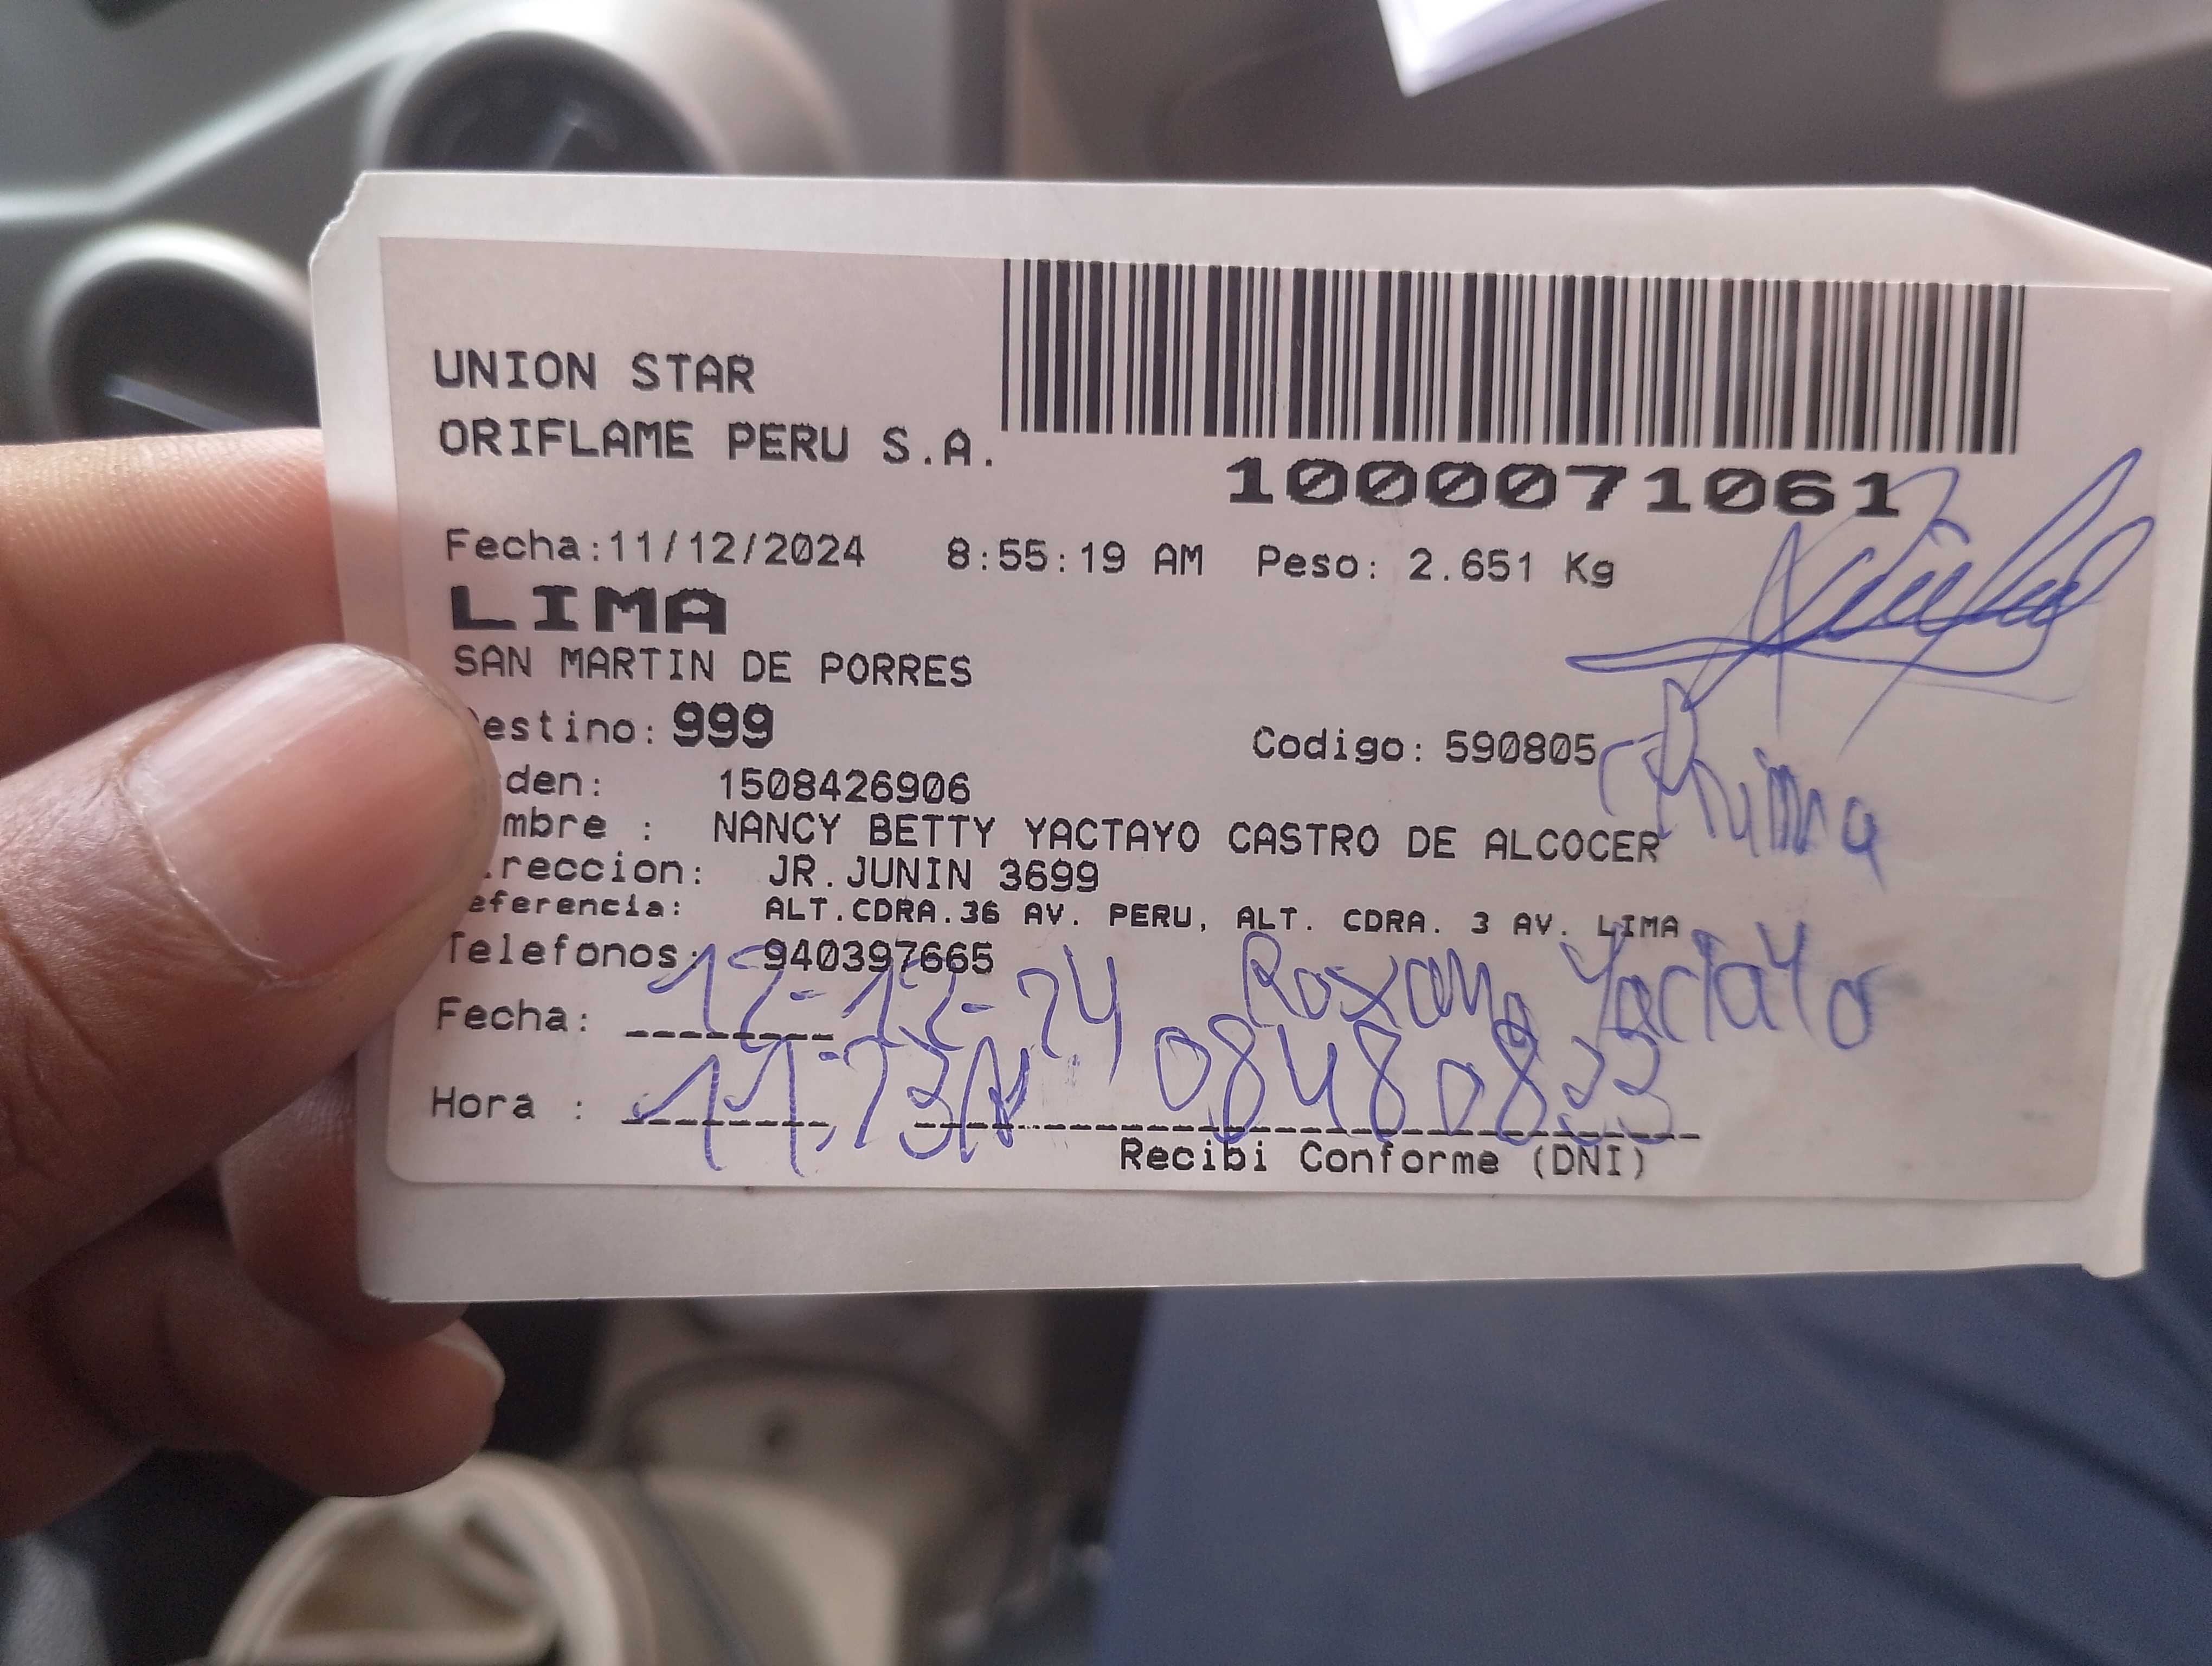 UNION STAR
ORIFLAME PERU S.A.
1000071061
Fecha:11/12/2024 8:55:19 AM Peso: 2.651 Kg
LIMA
SAN MARTIN DE PORRES
estino: 999 Codigo: 590805
den: 1508426906
mbre : NANCY BETTY YACTAYO CASTRO DE ALCOCER
reccion: JR.JUNIN 3699
eferencia: ALT.CDRA.36 AV. PERU, ALT. CDRA. 3 AV. LIMA
Telefonos: 940397665
Roxana Yactayo
Fecha: 12-12-24
Hora :
Recibi Conforme (DNI)